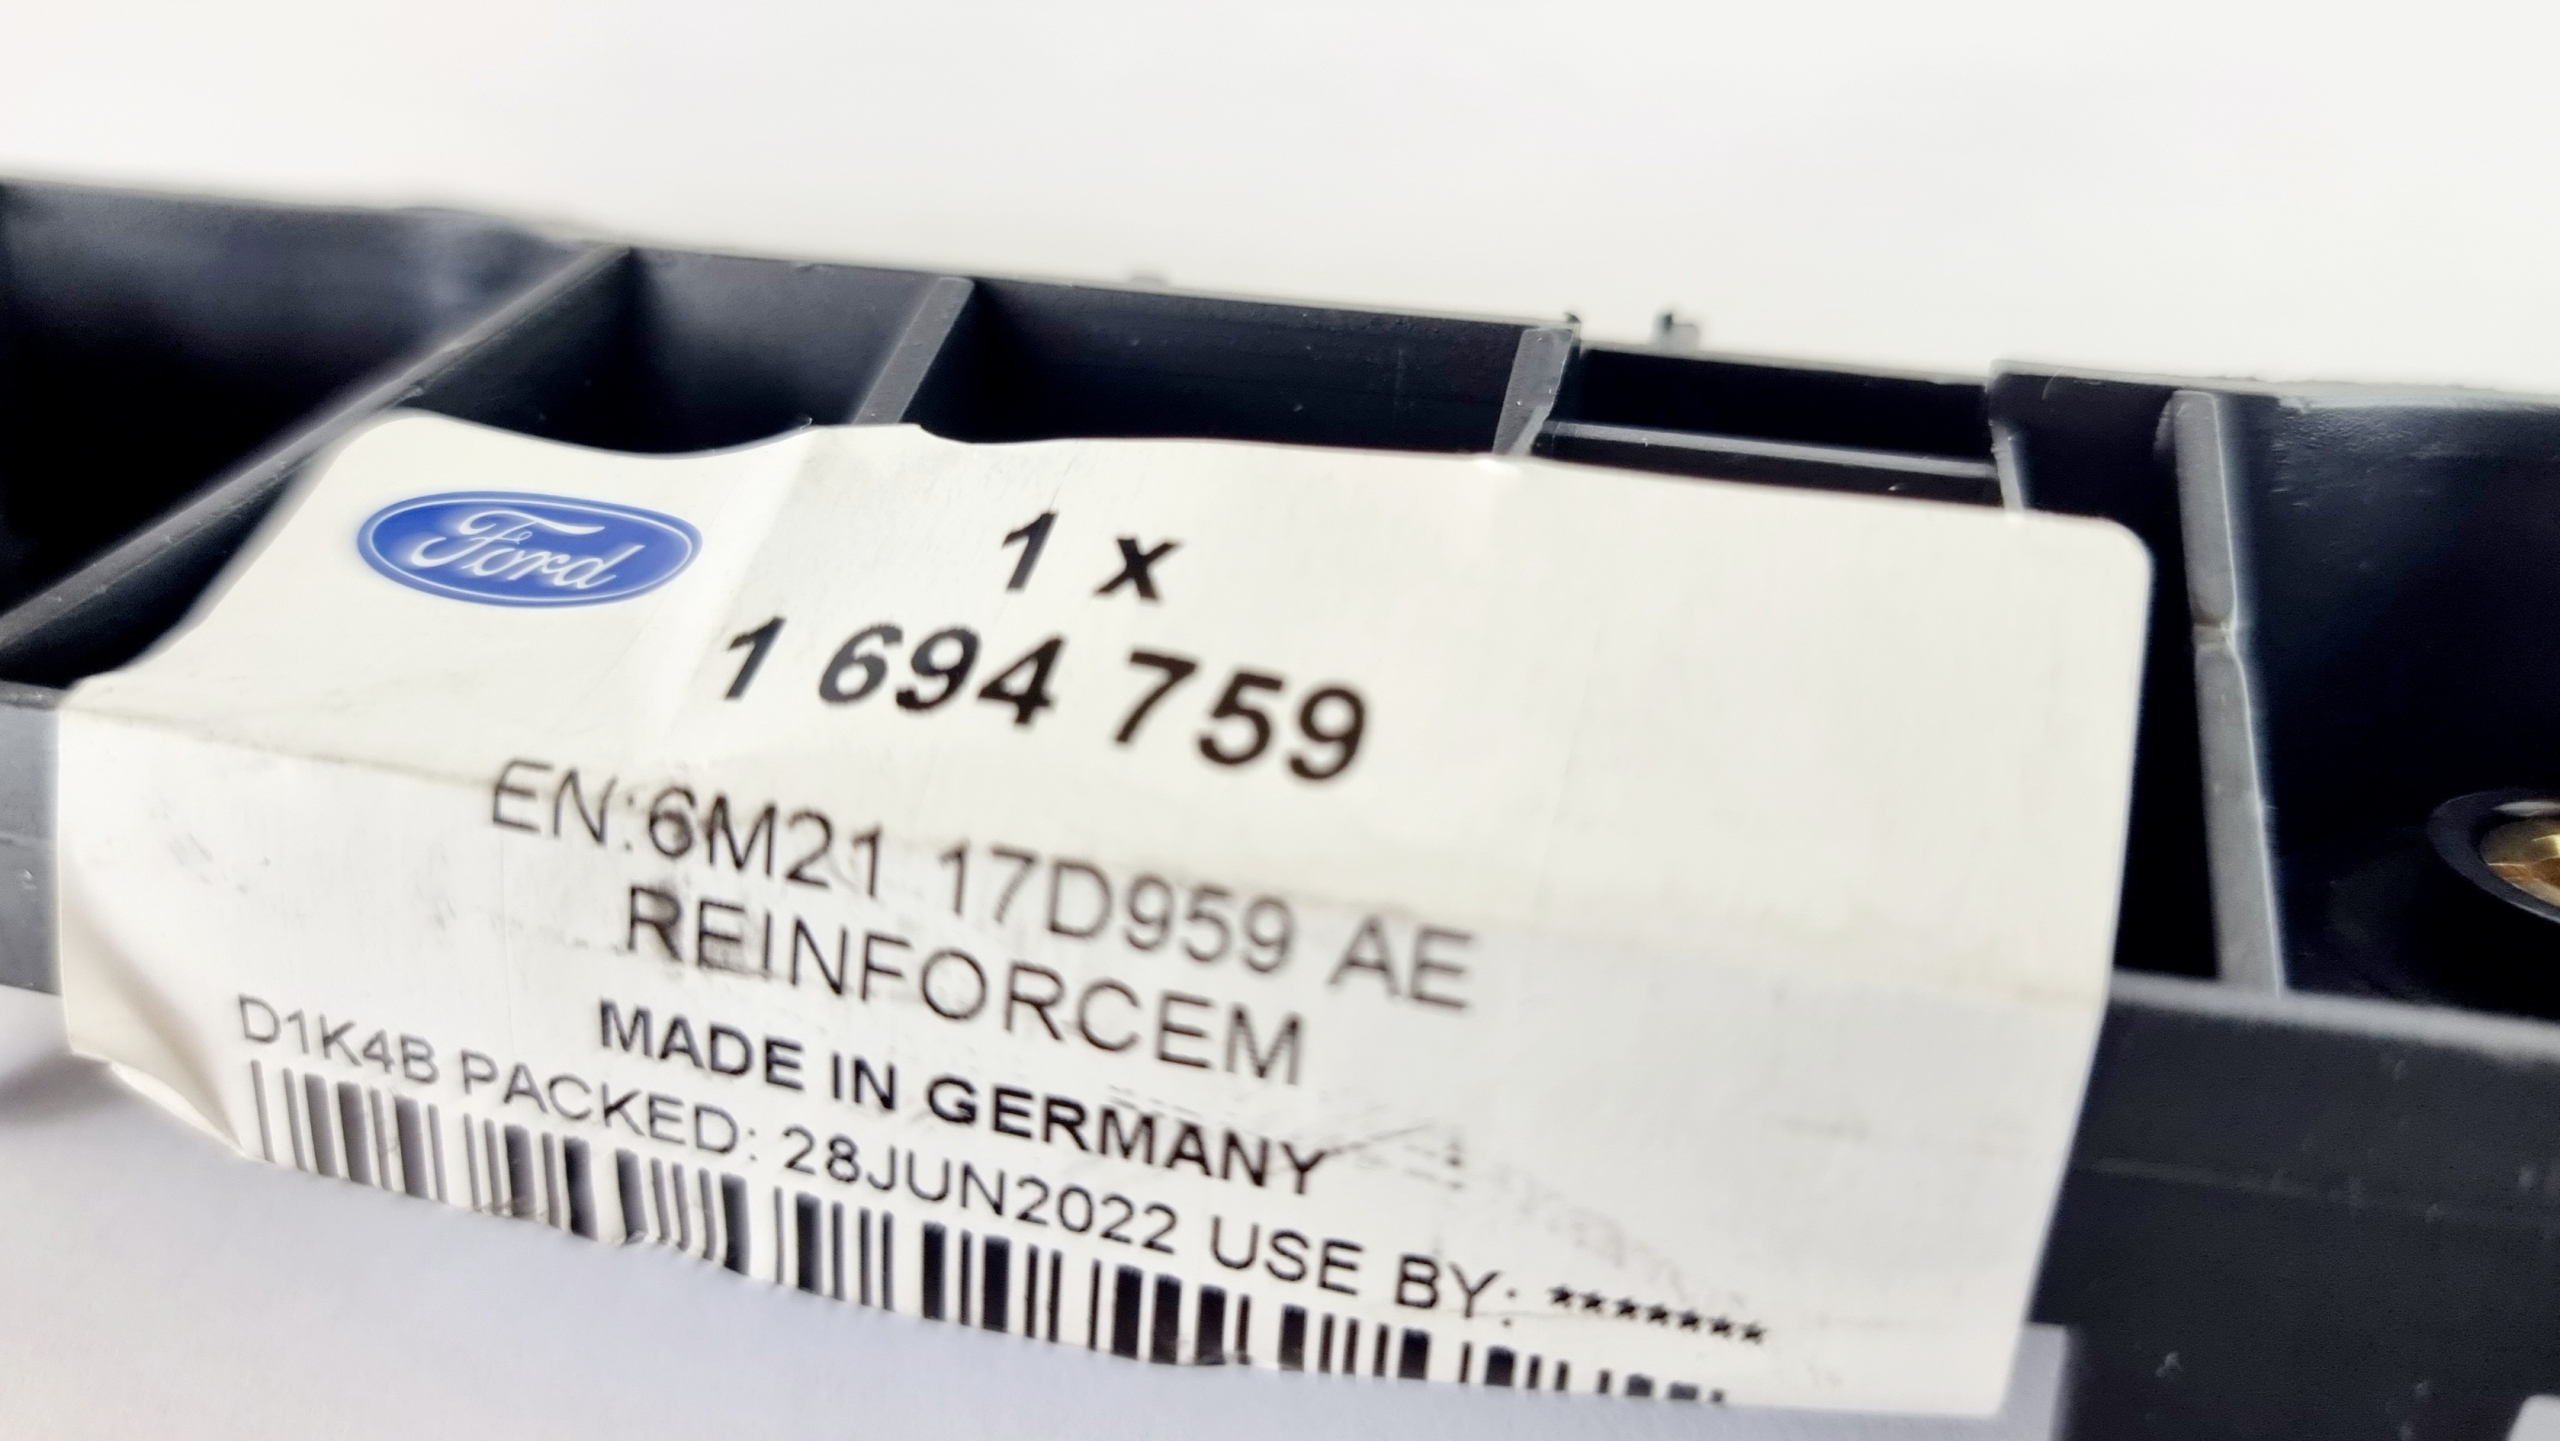 Ford
1 x
1 694 759
EN:6M21 17D959 AE
REINFORCEM
MADE IN GERMANY
D1K4B PACKED: 28JUN2022 USE BY: *******